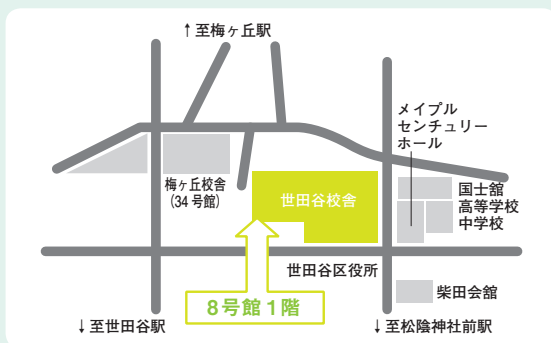 ↑至梅ヶ丘駅
メイプル
センチュリー
ホール
梅ヶ丘校舎
(34号館)
世田谷校舎
国士舘
高等学校
中学校
世田谷区役所
柴田会舘
8号館1階
↓至世田谷駅
↓至松陰神社前駅